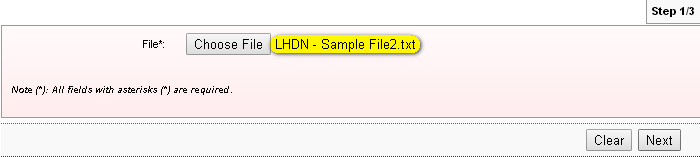 Step 1/3
File*: Choose File LHDN - Sample File2.txt
Note (*): All fields with asterisks (*) are required.
Clear Next